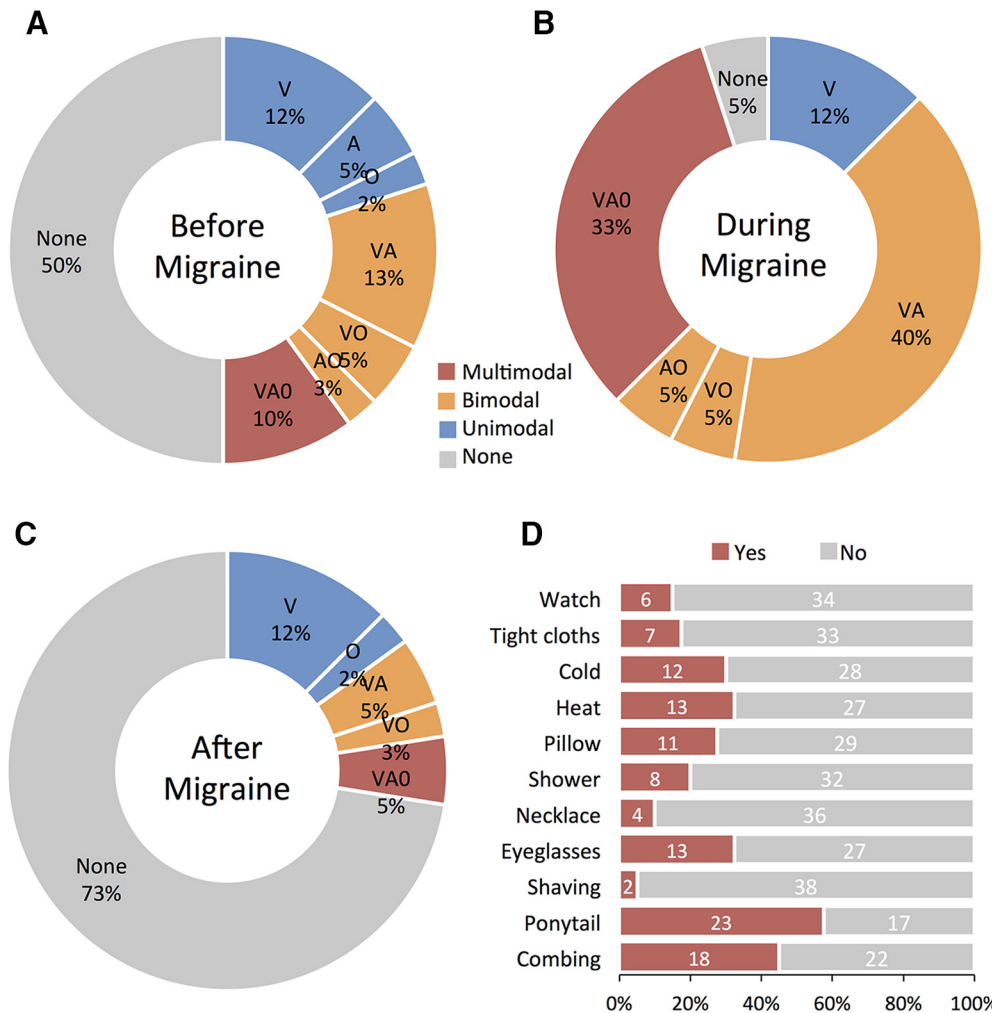 A
V
12%
A
5%
O
2%
VA
13%
VO
5%
AO
3%
VA0
10%
None
50%
Before
Migraine
B
None
5%
V
12%
VA0
33%
VA
40%
AO
5%
VO
5%
During
Migraine
Multimodal
Bimodal
Unimodal
None
C
V
12%
O
2%
VA
5%
VO
3%
VA0
5%
None
73%
After
Migraine
D
Yes No
Watch 6 34
Tight cloths 7 33
Cold 12 28
Heat 13 27
Pillow 11 29
Shower 8 32
Necklace 4 36
Eyeglasses 13 27
Shaving 2 38
Ponytail 23 17
Combing 18 22
0% 20% 40% 60% 80% 100%